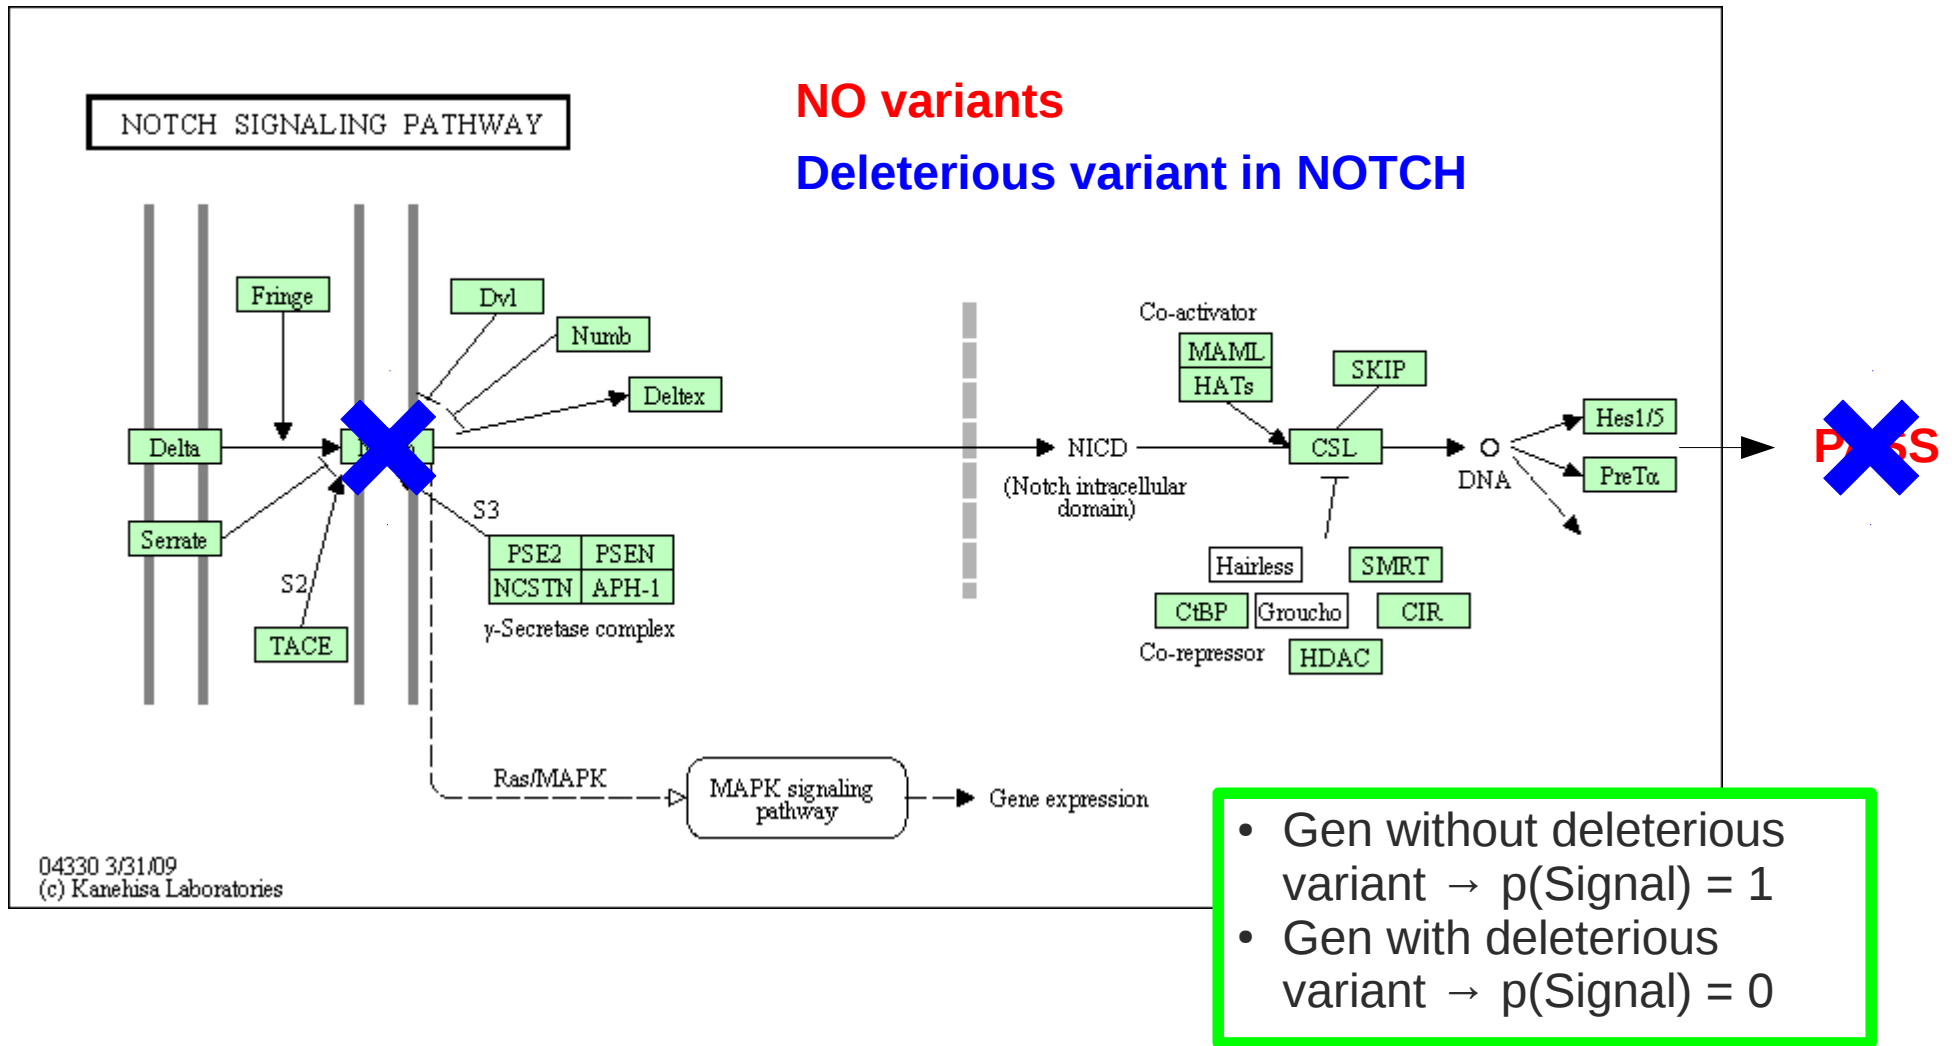 NO variants
NOTCH SIGNALING PATHWAY
Deleterious variant in NOTCH
Fringe
Dvl
Numb
Deltex
Delta
Serrate
S2
TACE
S3
PSE2 PSEN
NCSTN APH-1
γ-Secretase complex
NICD
(Notch intracellular
domain)
Co-activator
MAML
HATs
SKIP
CSL
DNA
Hes1/5
PreTα
Hairless
SMRT
CtBP
Groucho
CIR
Co-repressor
HDAC
Ras/MAPK
MAPK signaling
pathway
Gene expression
04330 3/31/09
(c) Kanehisa Laboratories
• Gen without deleterious
variant → p(Signal) = 1
• Gen with deleterious
variant → p(Signal) = 0